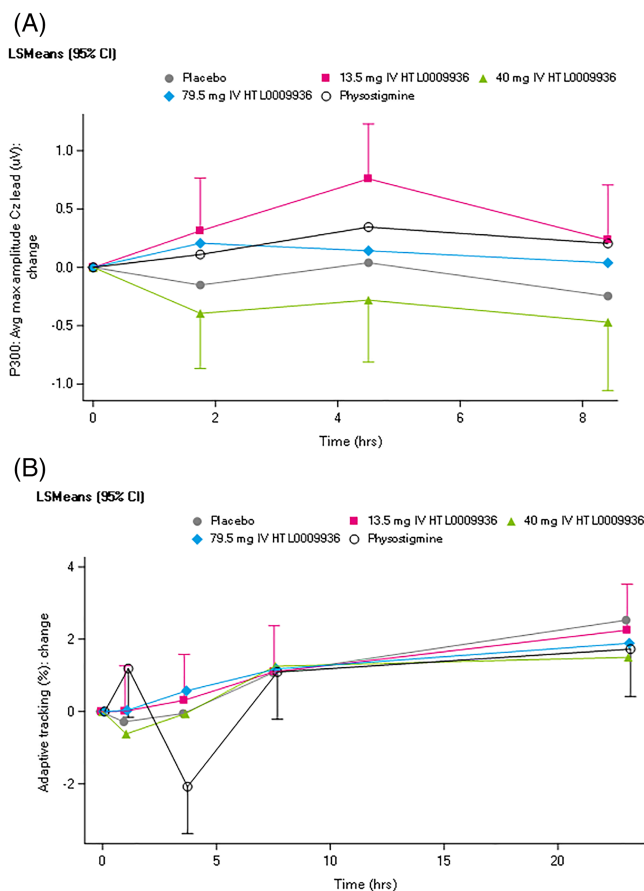 (A)
LSMeans (95% CI)
Placebo 13.5 mg IV HTL0009936 40 mg IV HTL0009936
79.5 mg IV HTL0009936 Physostigmine
P300: Avg max amplitude Cz lead (uV):
change
1.0
0.5
0.0
-0.5
-1.0
0 2 4 6 8
Time (hrs)
(B)
LSMeans (95% CI)
Placebo 13.5 mg IV HTL0009936 40 mg IV HTL0009936
79.5 mg IV HTL0009936 Physostigmine
Adaptive tracking (%): change
4
2
0
-2
0 5 10 15 20
Time (hrs)